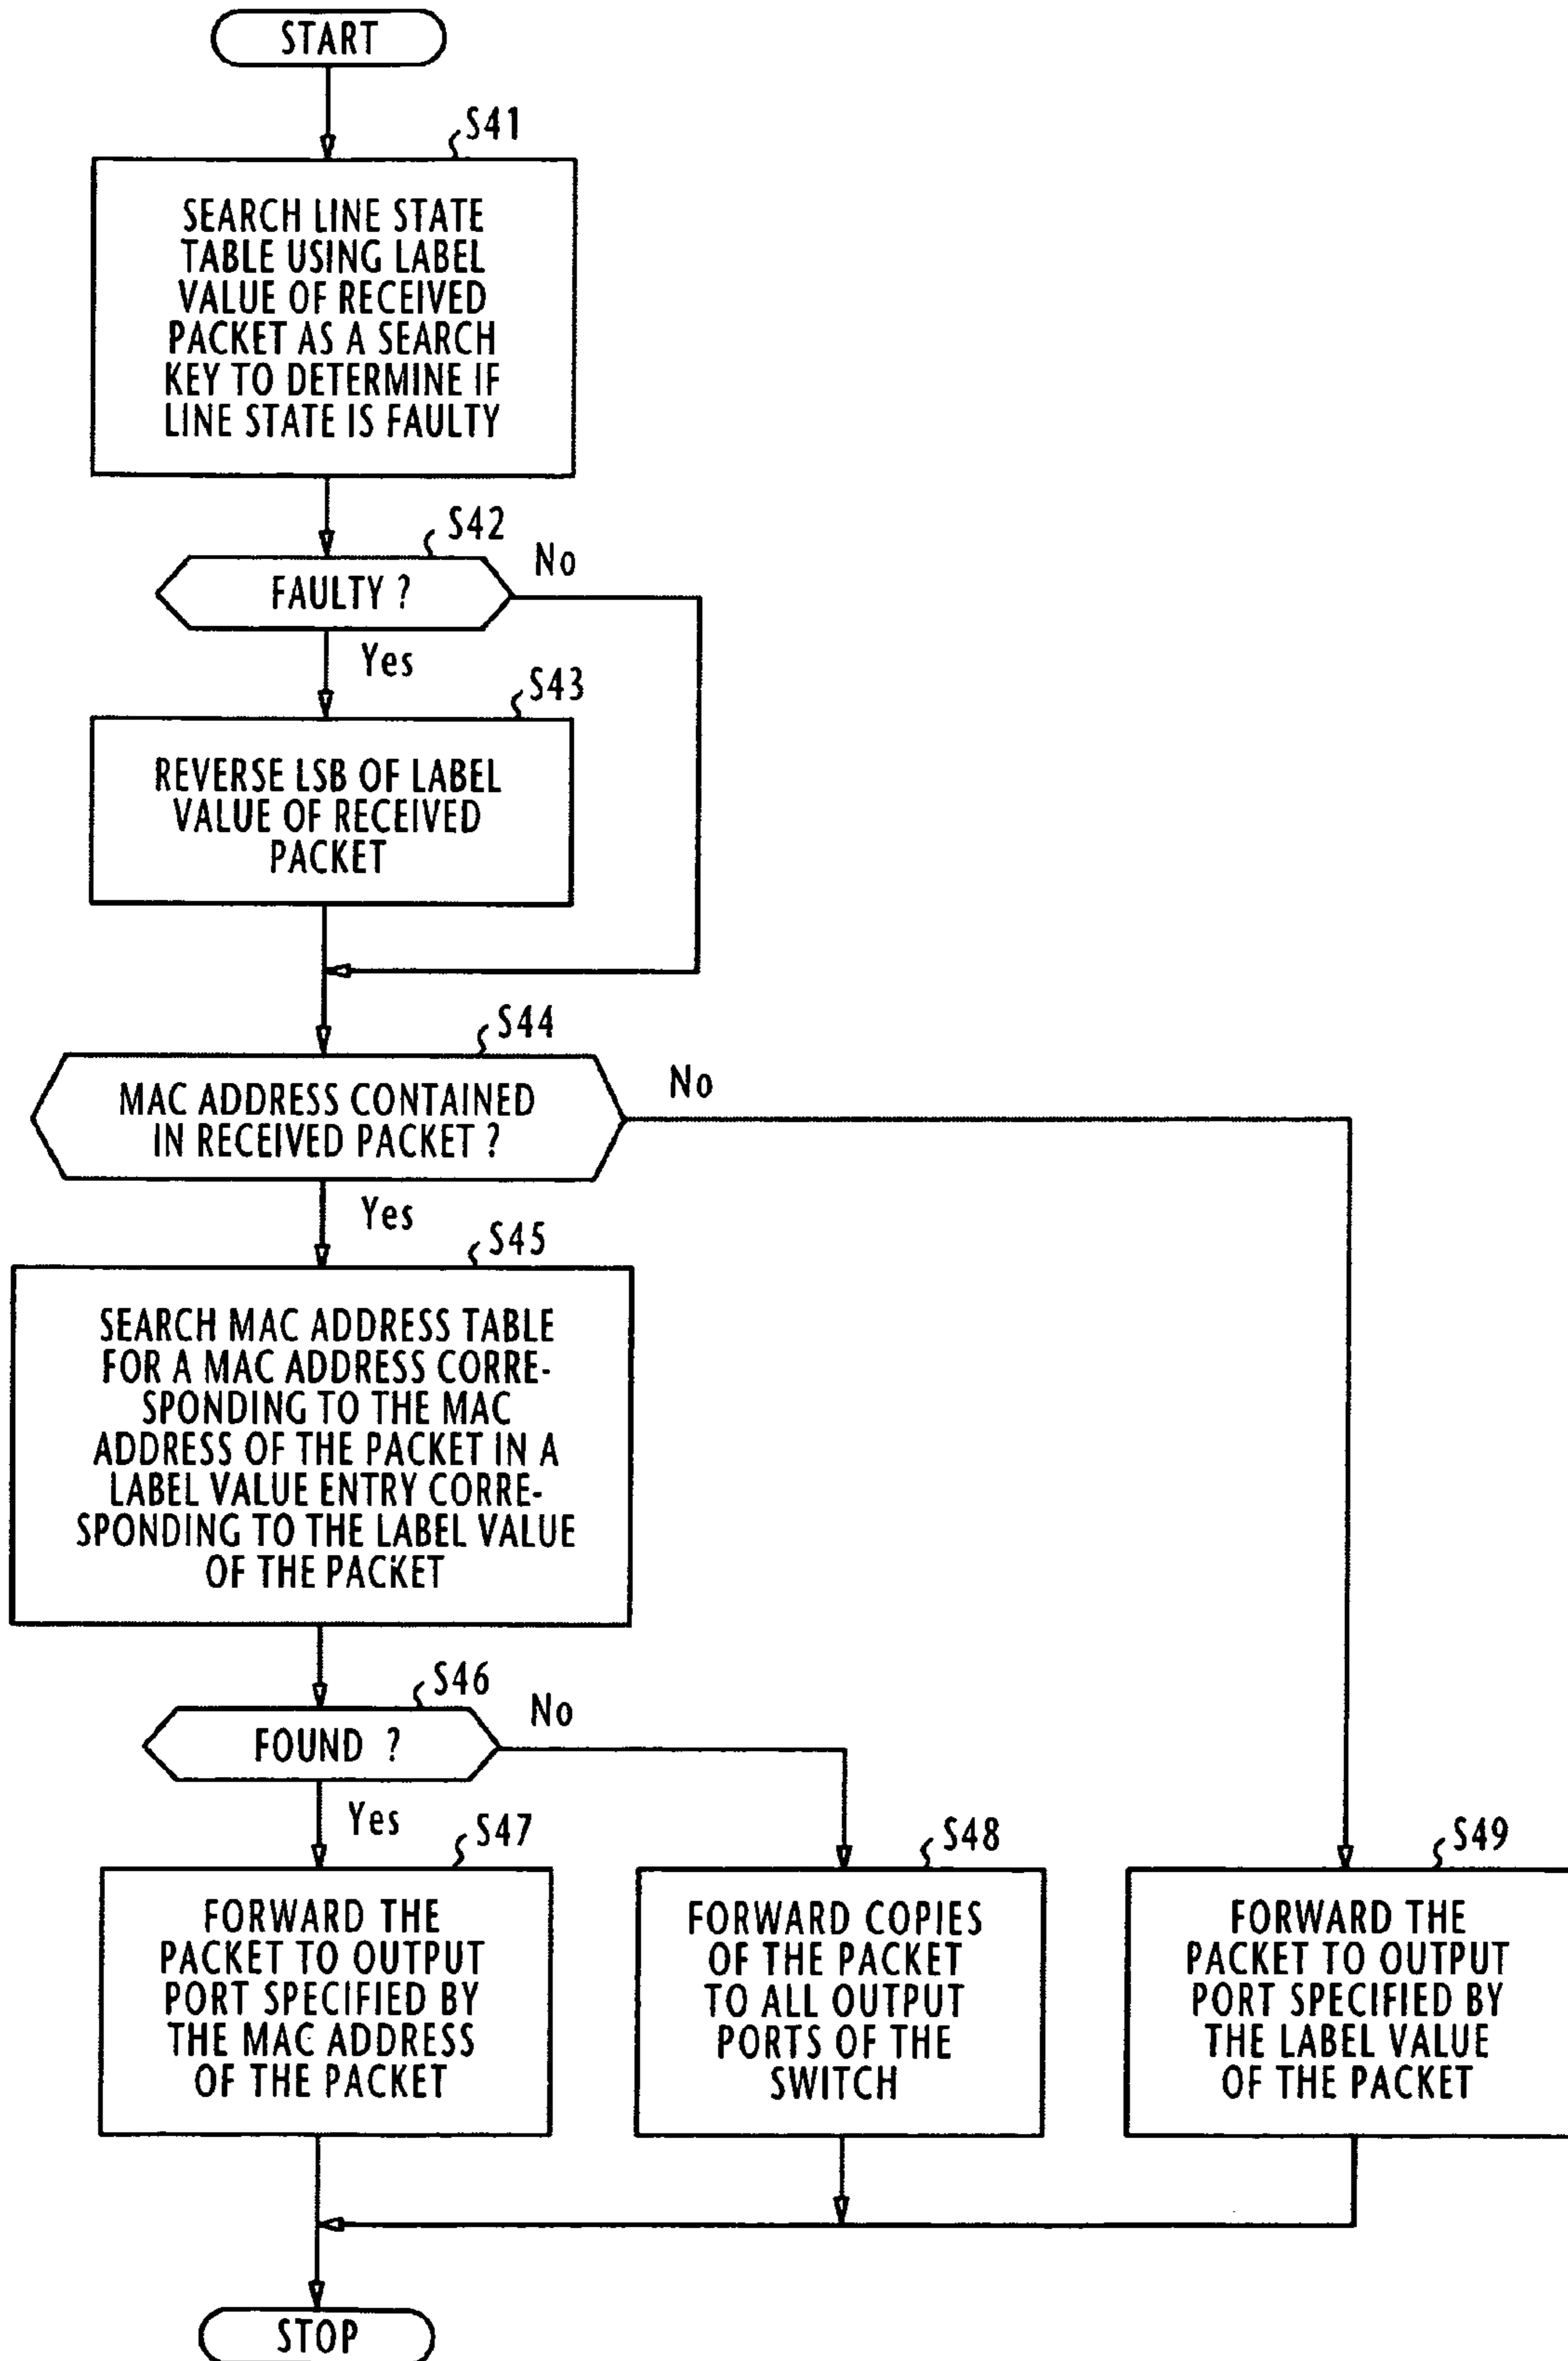 START
S41
SEARCH LINE STATE
TABLE USING LABEL
VALUE OF RECEIVED
PACKET AS A SEARCH
KEY TO DETERMINE IF
LINE STATE IS FAULTY
S42
No
FAULTY ?
Yes
S43
REVERSE LSB OF LABEL
VALUE OF RECEIVED
PACKET
S44
No
MAC ADDRESS CONTAINED
IN RECEIVED PACKET ?
Yes
S45
SEARCH MAC ADDRESS TABLE
FOR A MAC ADDRESS CORRE-
SPONDING TO THE MAC
ADDRESS OF THE PACKET IN A
LABEL VALUE ENTRY CORRE-
SPONDING TO THE LABEL VALUE
OF THE PACKET
S46
No
FOUND ?
Yes
S47
FORWARD THE
PACKET TO OUTPUT
PORT SPECIFIED BY
THE MAC ADDRESS
OF THE PACKET
S48
FORWARD COPIES
OF THE PACKET
TO ALL OUTPUT
PORTS OF THE
SWITCH
S49
FORWARD THE
PACKET TO OUTPUT
PORT SPECIFIED BY
THE LABEL VALUE
OF THE PACKET
STOP